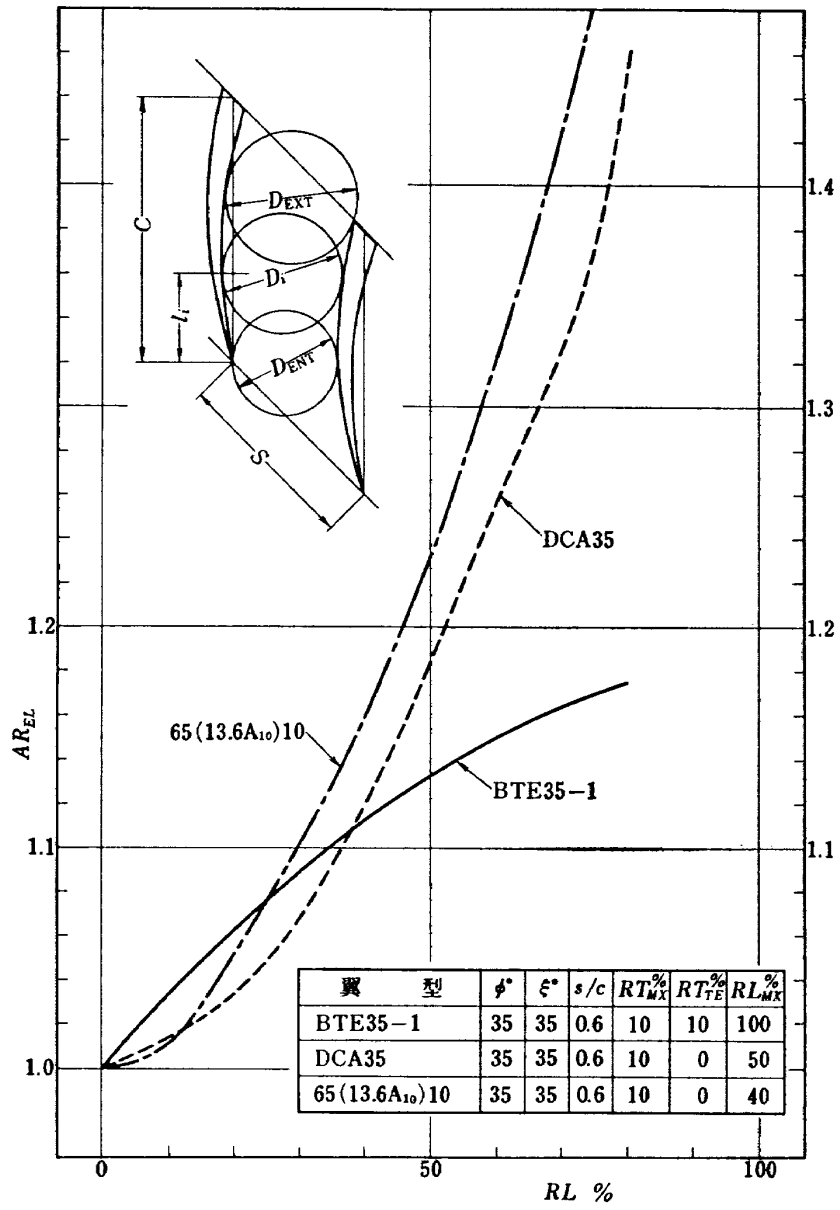 C
l_i
D_EXT
D_i
D_ENT
S
1.4
1.3
DCA35
1.2
1.2
AR_EL
65(13.6A₁₀)10
BTE35-1
1.1
1.1
翼 型 φ° ξ° s/c RT_MX% RT_TE% RL_MX%
BTE35-1 35 35 0.6 10 10 100
DCA35 35 35 0.6 10 0 50
65(13.6A₁₀)10 35 35 0.6 10 0 40
1.0
0 50 100
RL %